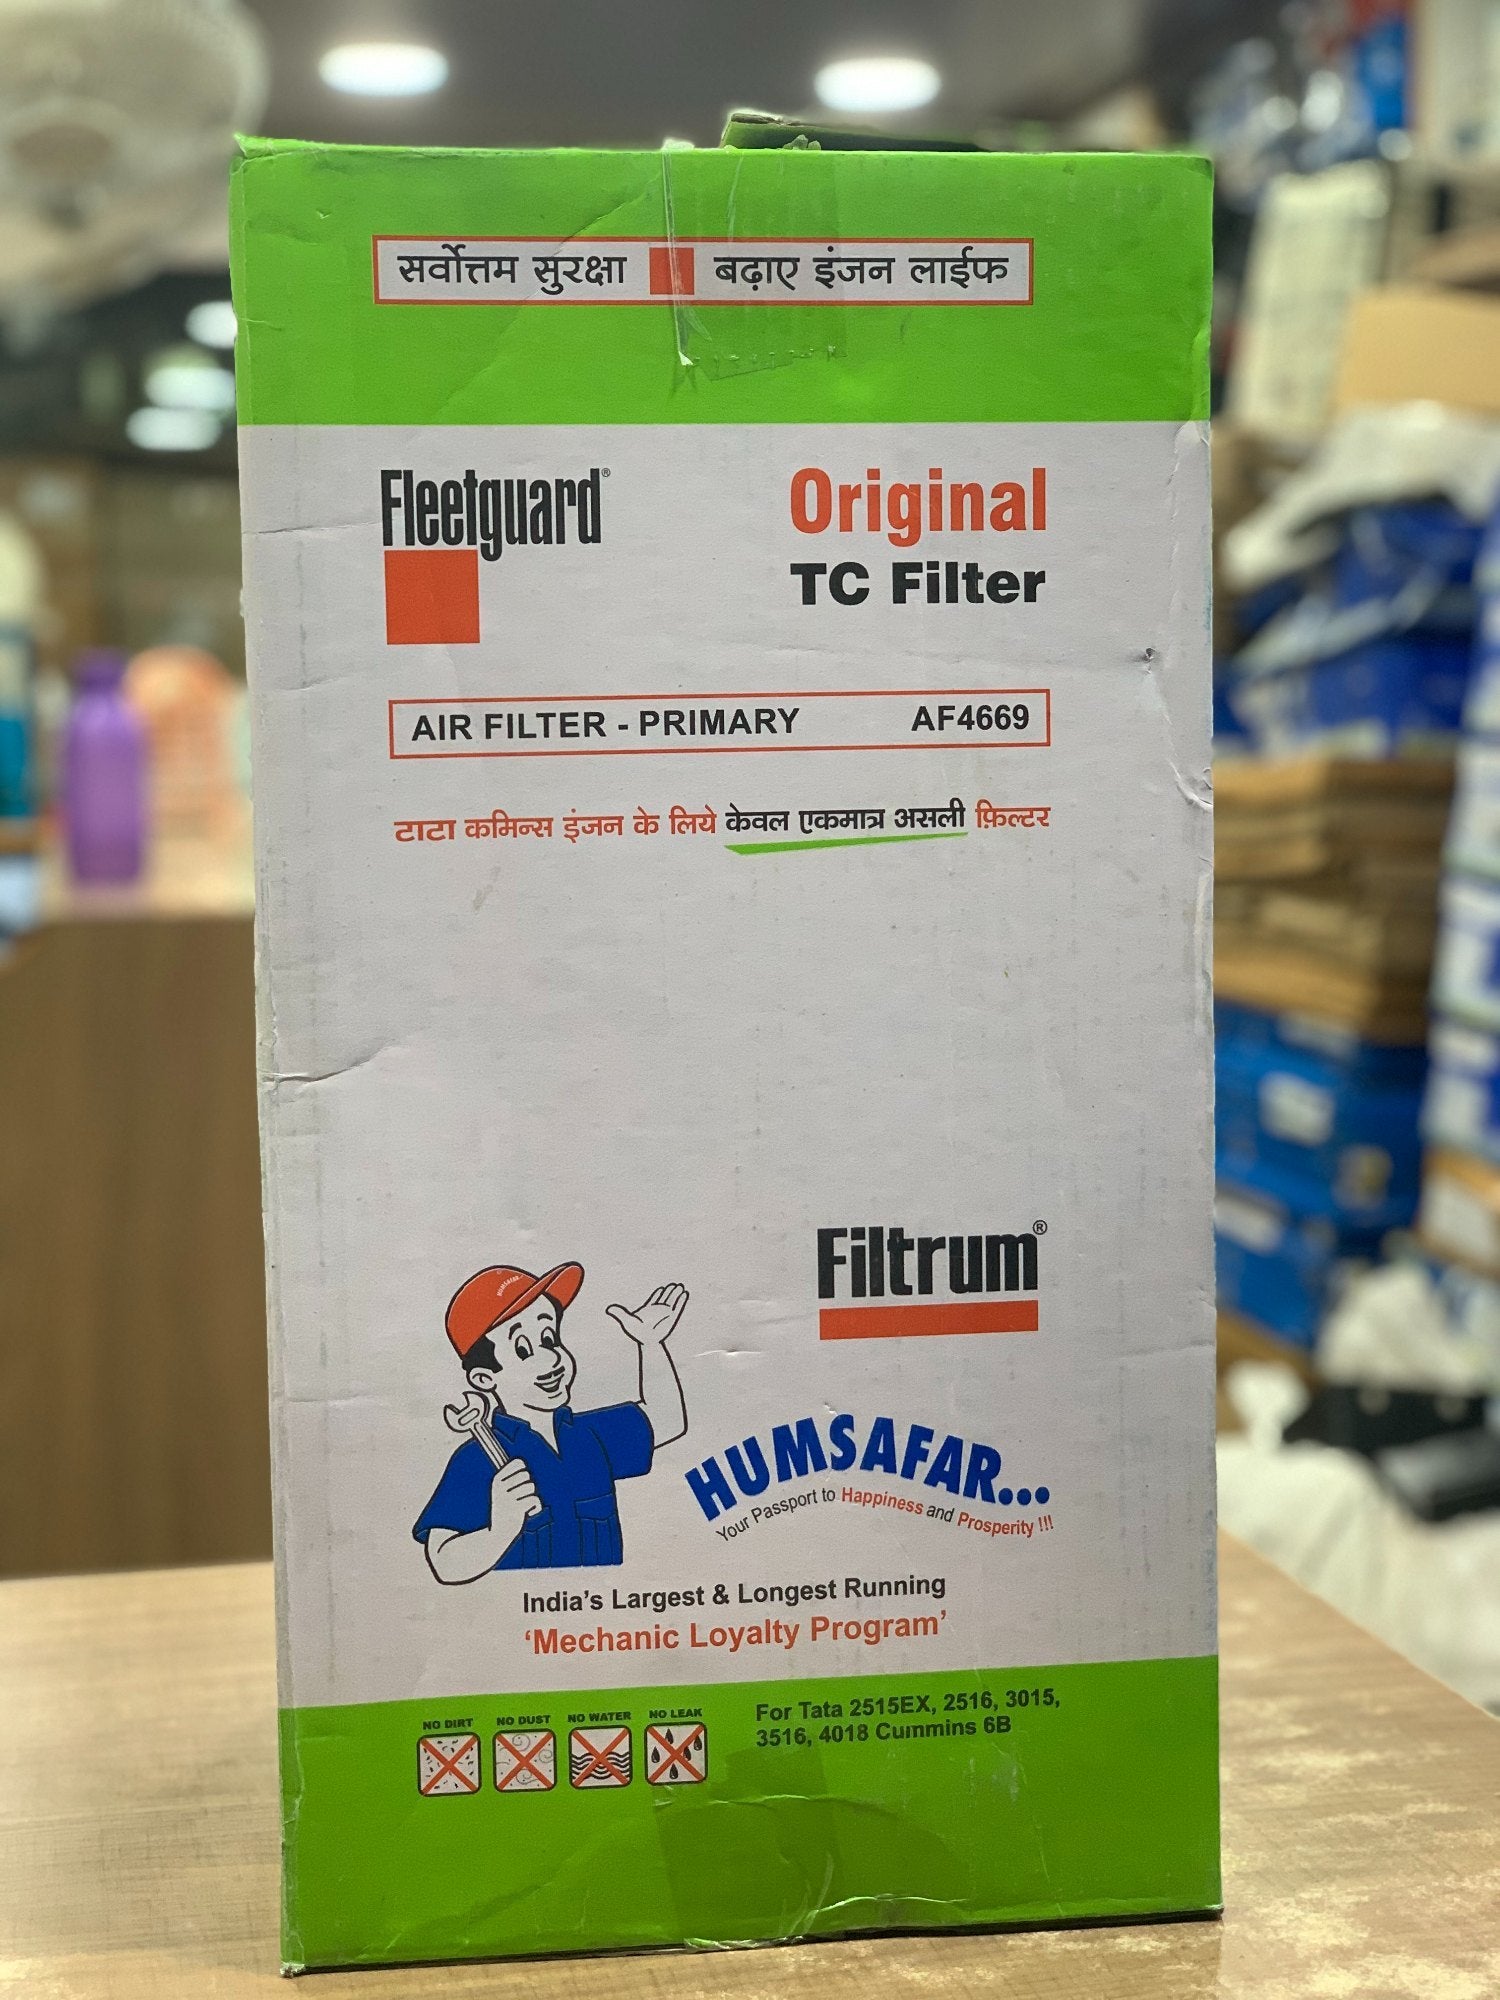 सर्वोत्तम सुरक्षा बढ़ाए इंजन लाईफ
Fleetguard®
Original
TC Filter
AIR FILTER - PRIMARY AF4669
टाटा कमिन्स इंजन के लिये केवल एकमात्र असली फ़िल्टर
Filtrum®
HUMSAFAR
HUMSAFAR...
Your Passport to Happiness and Prosperity !!!
India's Largest & Longest Running
'Mechanic Loyalty Program'
NO DIRT NO DUST NO WATER NO LEAK
For Tata 2515EX, 2516, 3015,
3516, 4018 Cummins 6B